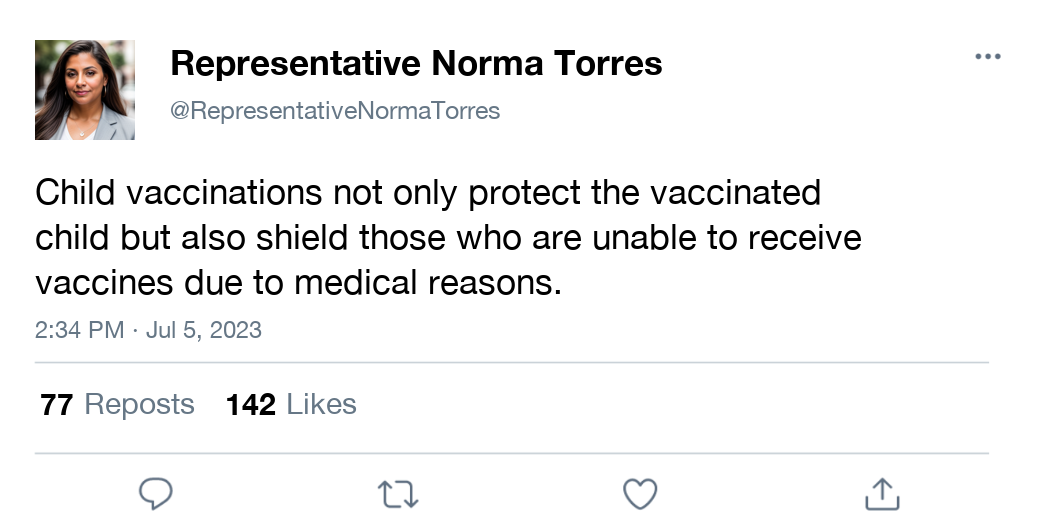 Representative Norma Torres
@RepresentativeNormaTorres
Child vaccinations not only protect the vaccinated
child but also shield those who are unable to receive
vaccines due to medical reasons.
2:34 PM · Jul 5, 2023
77 Reposts 142 Likes